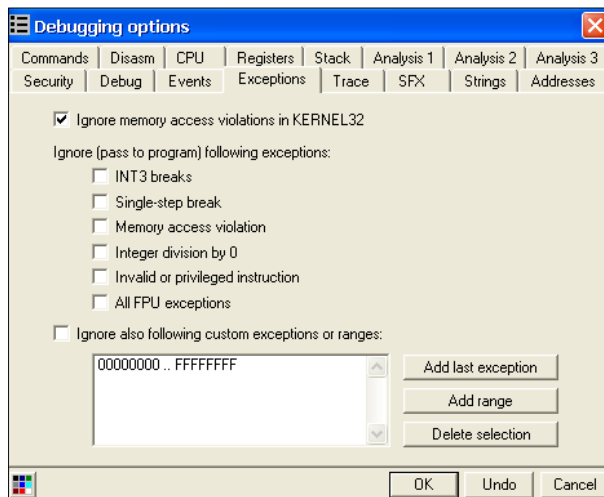 Debugging options
Commands Disasm CPU Registers Stack Analysis 1 Analysis 2 Analysis 3
Security Debug Events Exceptions Trace SFX Strings Addresses
Ignore memory access violations in KERNEL32
Ignore (pass to program) following exceptions:
INT3 breaks
Single-step break
Memory access violation
Integer division by 0
Invalid or privileged instruction
All FPU exceptions
Ignore also following custom exceptions or ranges:
00000000 .. FFFFFFFF
Add last exception
Add range
Delete selection
OK Undo Cancel